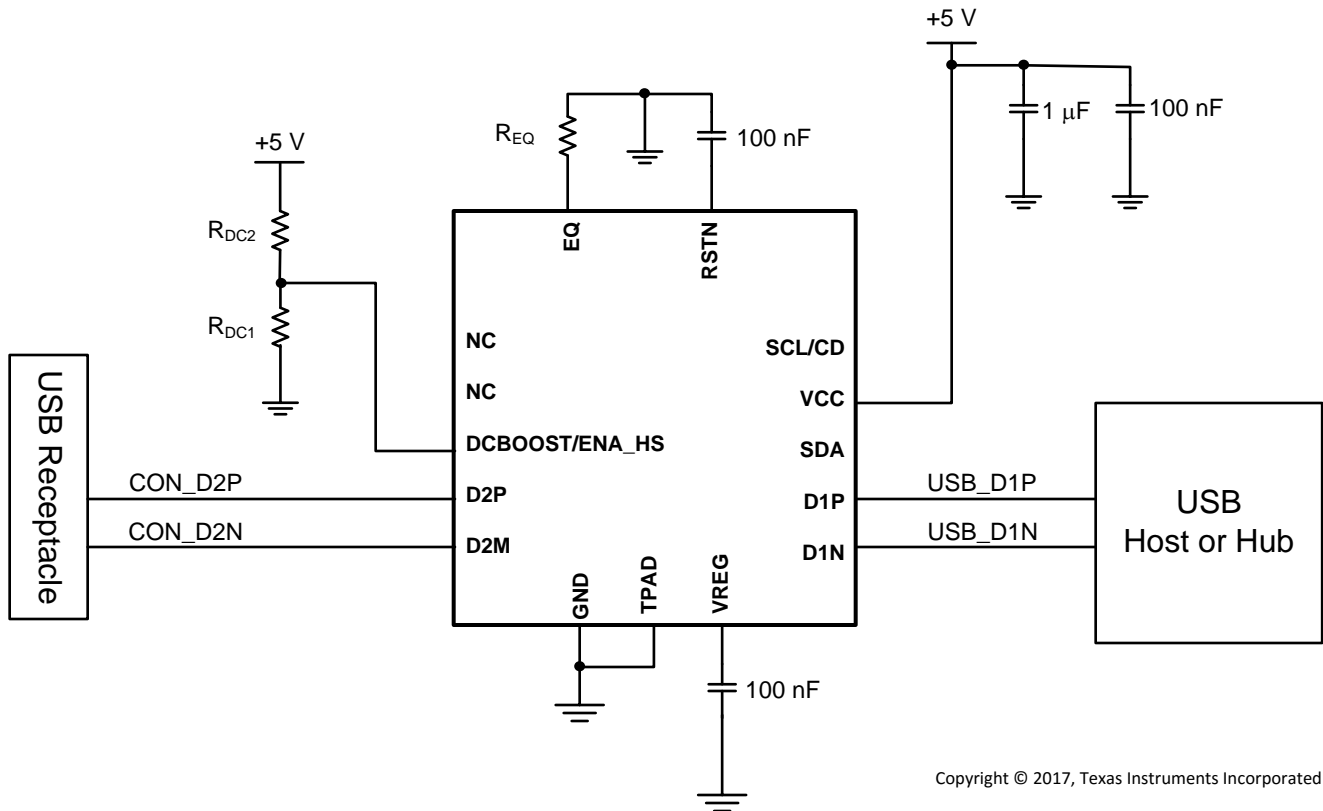 +5 V
1 μF
100 nF
R_EQ
100 nF
+5 V
R_DC2
R_DC1
EQ
RSTN
NC
NC
DCBOOST/ENA_HS
D2P
D2M
SCL/CD
VCC
SDA
D1P
D1N
GND
TPAD
VREG
USB Receptacle
CON_D2P
CON_D2N
USB_D1P
USB_D1N
USB
Host or Hub
100 nF
Copyright © 2017, Texas Instruments Incorporated